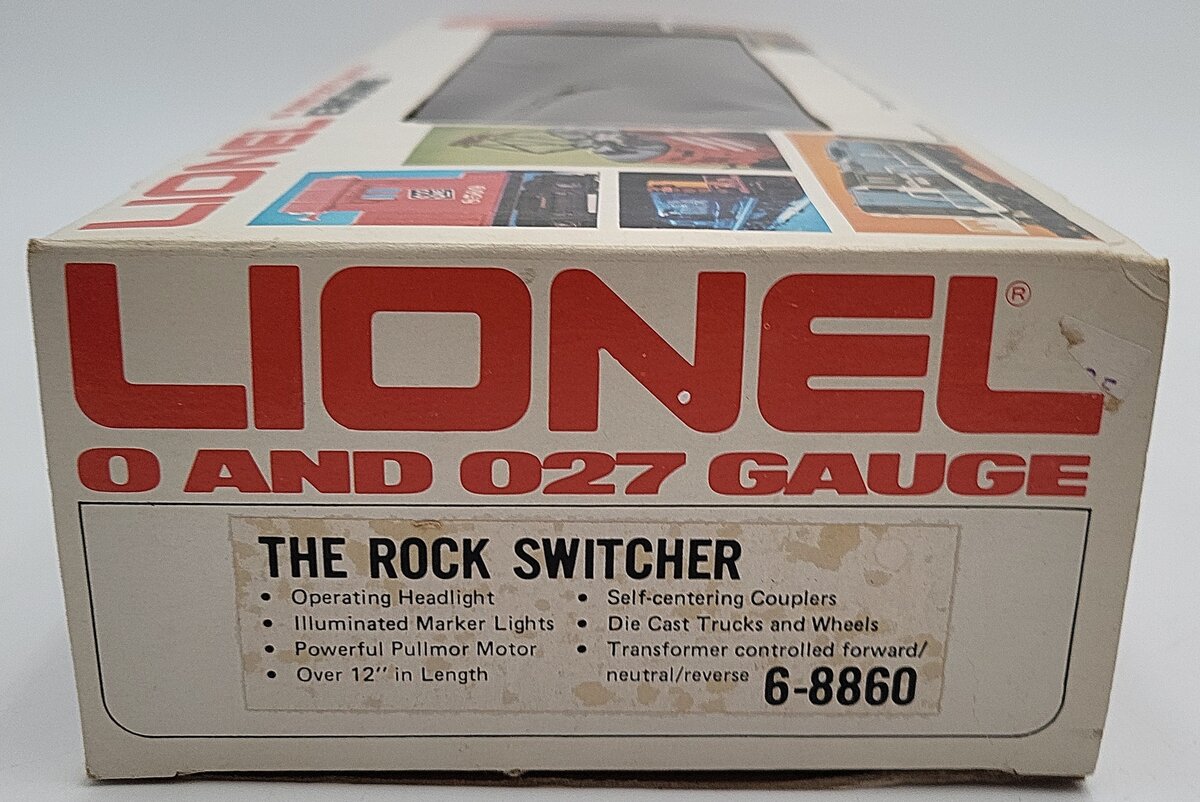 LIONEL
LIONEL®
O AND O27 GAUGE
THE ROCK SWITCHER
• Operating Headlight
• Illuminated Marker Lights
• Powerful Pullmor Motor
• Over 12″ in Length
• Self-centering Couplers
• Die Cast Trucks and Wheels
• Transformer controlled forward/
neutral/reverse
6-8860